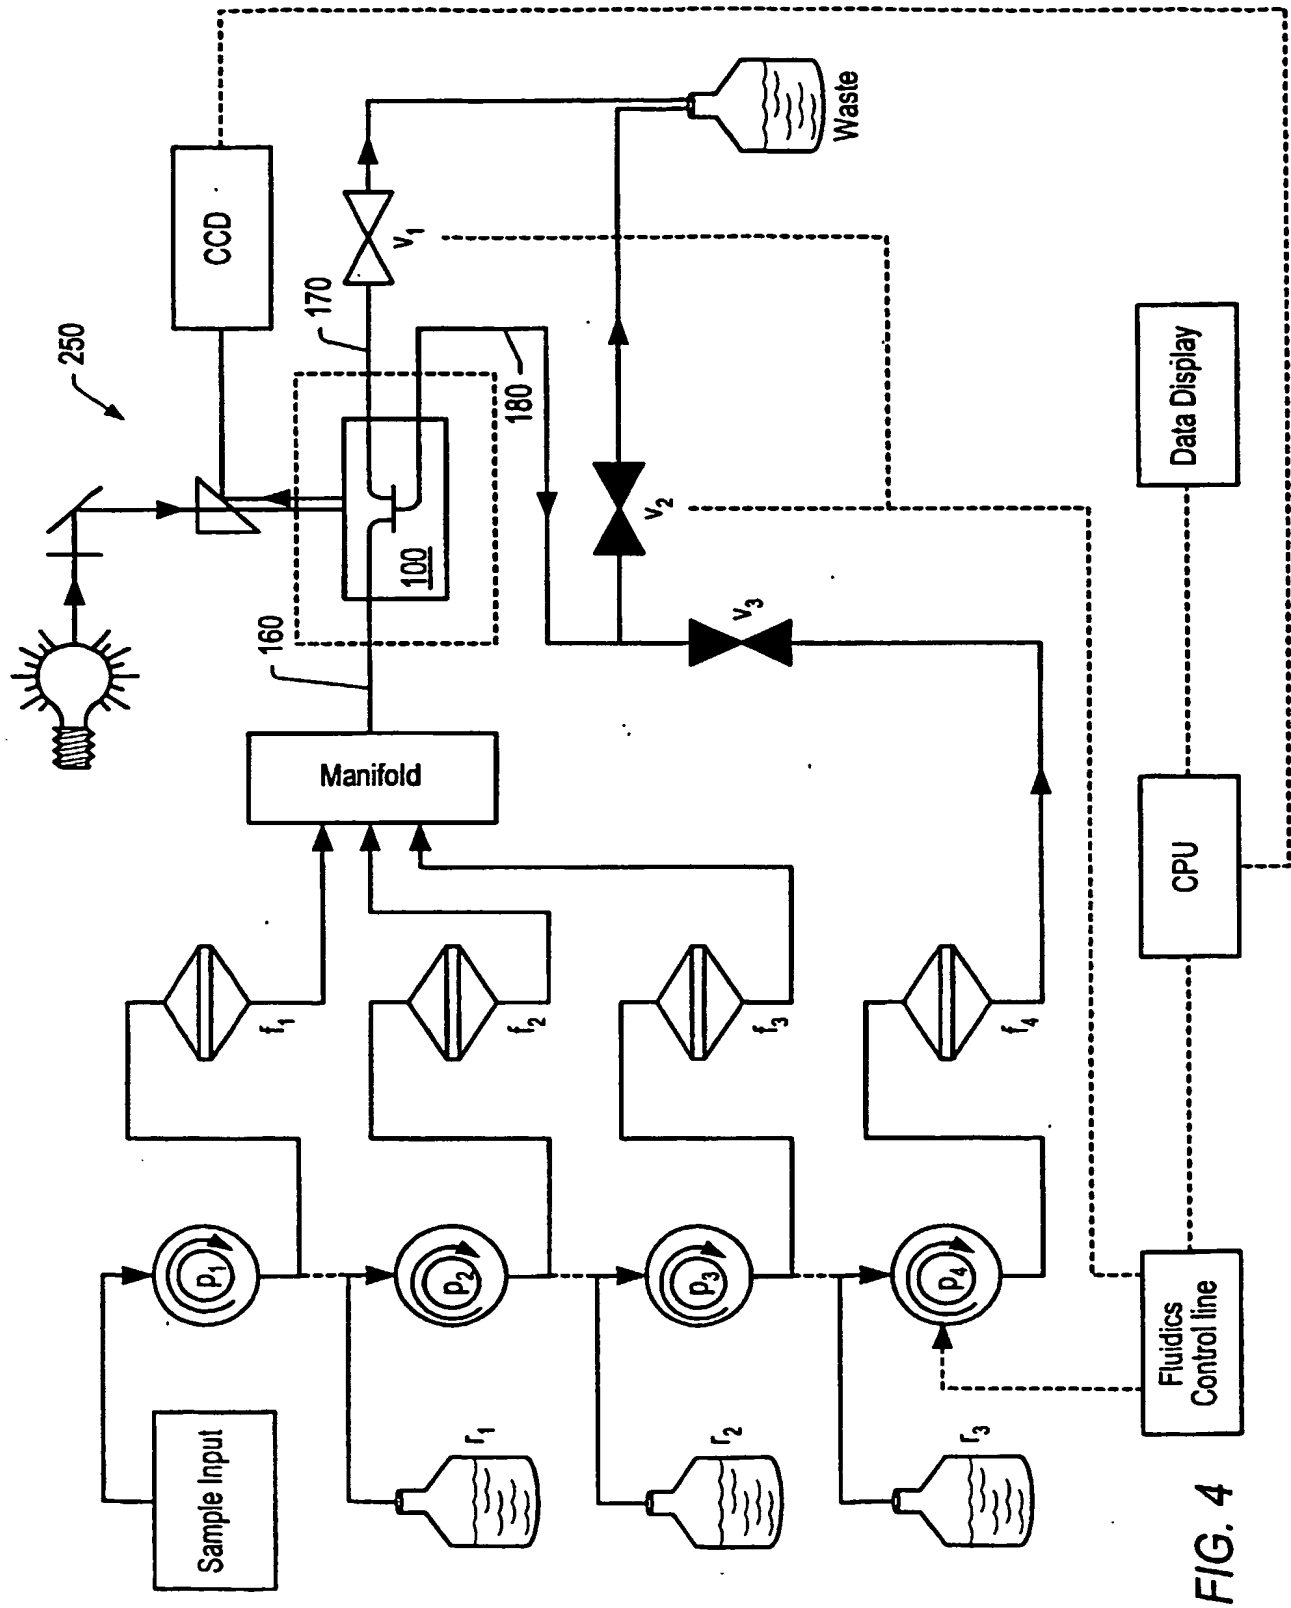 250
CCD
170
V1
160
100
180
Manifold
V2
V3
Waste
f1
f2
f3
f4
p1
p2
p3
p4
Sample Input
r1
r2
r3
Fluidics
Control line
CPU
Data Display
FIG. 4